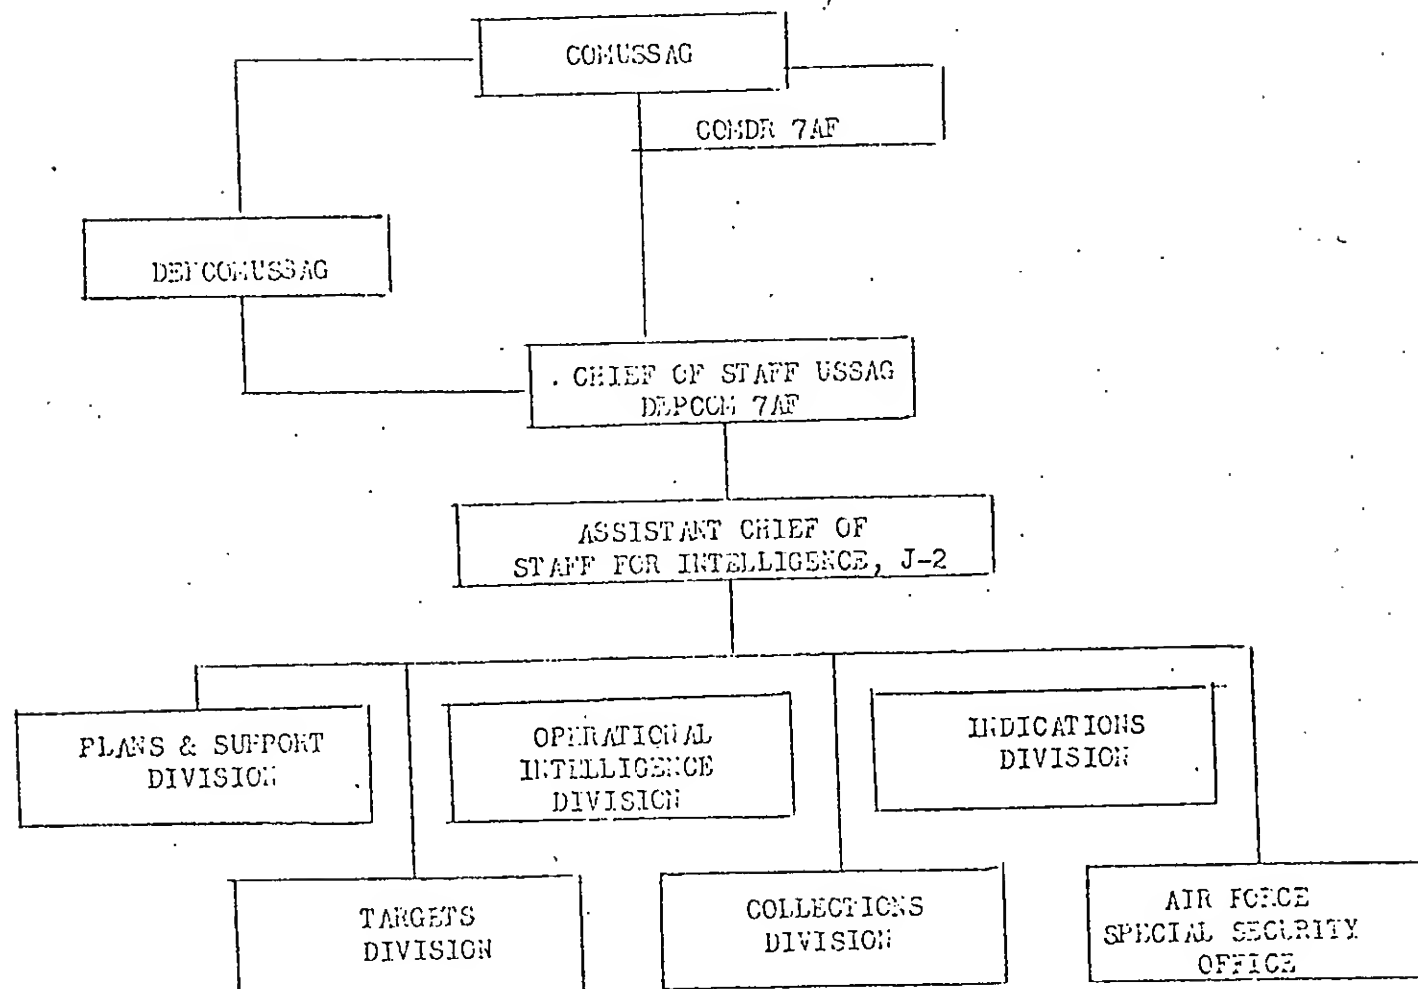 COMUSSAG
COMDR 7AF
DEPCOMUSSAG
CHIEF OF STAFF USSAG
DEPCOM 7AF
ASSISTANT CHIEF OF
STAFF FOR INTELLIGENCE, J-2
PLANS & SUPPORT
DIVISION
OPERATIONAL
INTELLIGENCE
DIVISION
INDICATIONS
DIVISION
TARGETS
DIVISION
COLLECTIONS
DIVISION
AIR FORCE
SPECIAL SECURITY
OFFICE